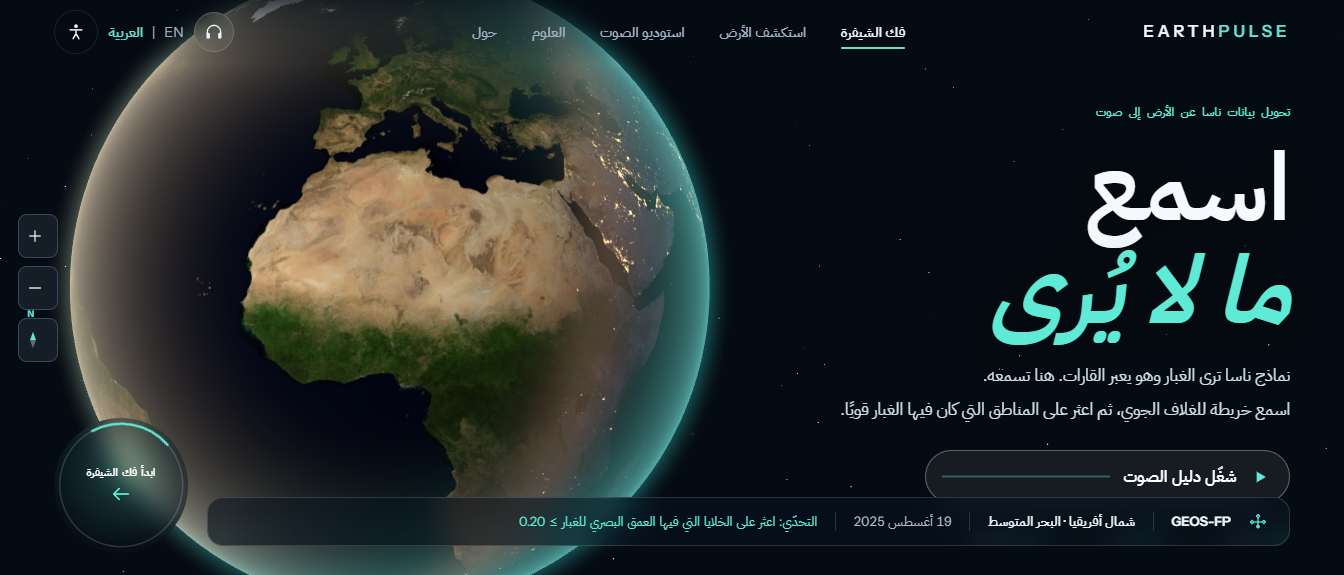 EARTHPULSE
فك الشيفرة
استكشف الأرض
استوديو الصوت
العلوم
حول
EN | العربية
تحويل بيانات ناسا عن الأرض إلى صوت
اسمع
ما لا يُرى
نماذج ناسا ترى الغبار وهو يعبر القارات. هنا تسمعه.
اسمع خريطة للغلاف الجوي، ثم اعثر على المناطق التي كان فيها الغبار قويًا.
شغّل دليل الصوت
GEOS-FP
شمال أفريقيا · البحر المتوسط
19 أغسطس 2025
التحدّي: اعثر على الخلايا التي فيها العمق البصري للغبار ≥ 0.20
+
−
N
ابدأ فك الشيفرة
←